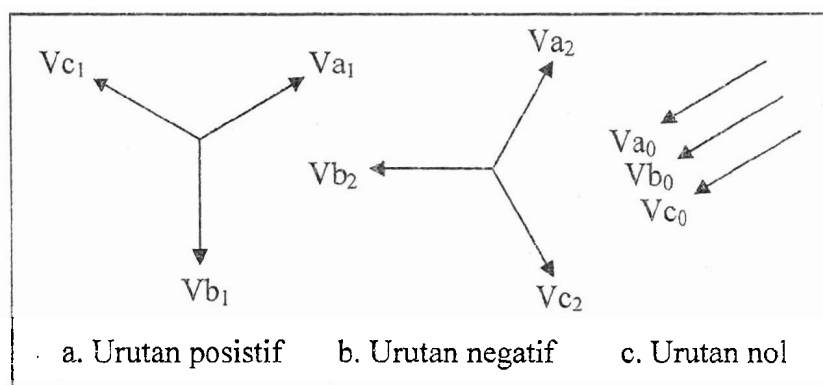 Vc₁ Va₁
Vb₁
Va₂
Vb₂
Vc₂
Va₀
Vb₀
Vc₀
a. Urutan posistif b. Urutan negatif c. Urutan nol